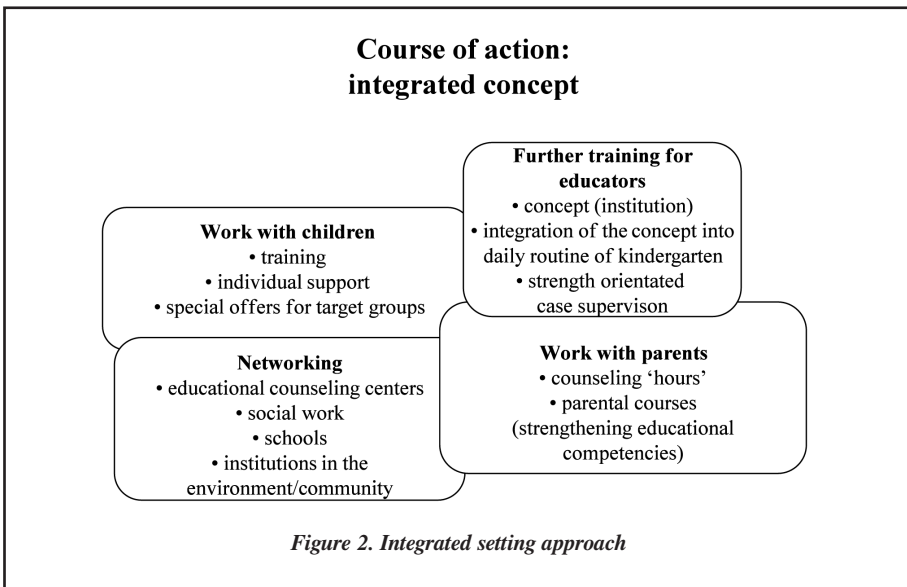 Course of action:
integrated concept
Further training for
educators
• concept (institution)
• integration of the concept into
daily routine of kindergarten
• strength orientated
case supervison
Work with children
• training
• individual support
• special offers for target groups
Networking
• educational counseling centers
• social work
• schools
• institutions in the
environment/community
Work with parents
• counseling ‘hours’
• parental courses
(strengthening educational
competencies)
Figure 2. Integrated setting approach